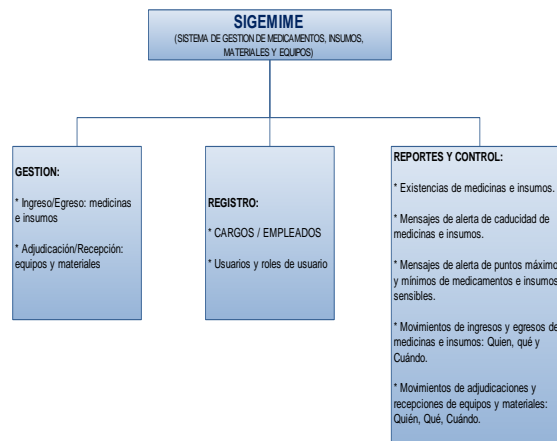 SIGEMIME
(SISTEMA DE GESTION DE MEDICAMENTOS, INSUMOS,
MATERIALES Y EQUIPOS)
GESTION:
* Ingreso/Egreso: medicinas
e insumos
* Adjudicación/Recepción:
equipos y materiales
REGISTRO:
* CARGOS / EMPLEADOS
* Usuarios y roles de usuario
REPORTES Y CONTROL:
* Existencias de medicinas e insumos.
* Mensajes de alerta de caducidad de
medicinas e insumos.
* Mensajes de alerta de puntos máximo
y mínimos de medicamentos e insumos
sensibles.
* Movimientos de ingresos y egresos de
medicinas e insumos: Quien, qué y
Cuándo.
* Movimientos de adjudicaciones y
recepciones de equipos y materiales:
Quién, Qué, Cuándo.